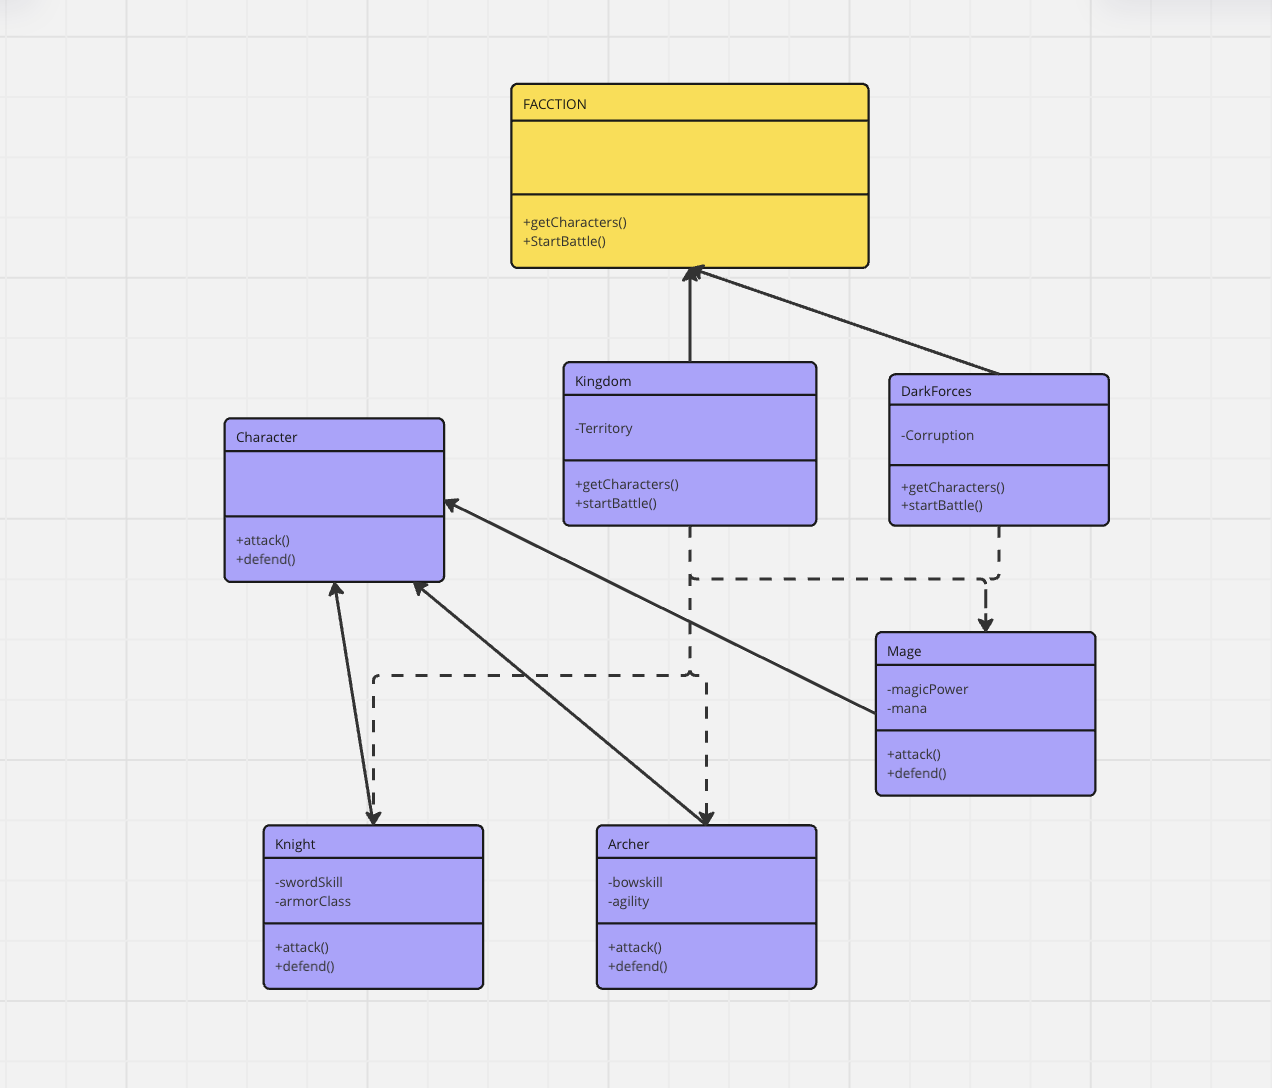 FACCTION
+getCharacters()
+StartBattle()
Kingdom
-Territory
+getCharacters()
+startBattle()
DarkForces
-Corruption
+getCharacters()
+startBattle()
Character
+attack()
+defend()
Mage
-magicPower
-mana
+attack()
+defend()
Knight
-swordSkill
-armorClass
+attack()
+defend()
Archer
-bowskill
-agility
+attack()
+defend()